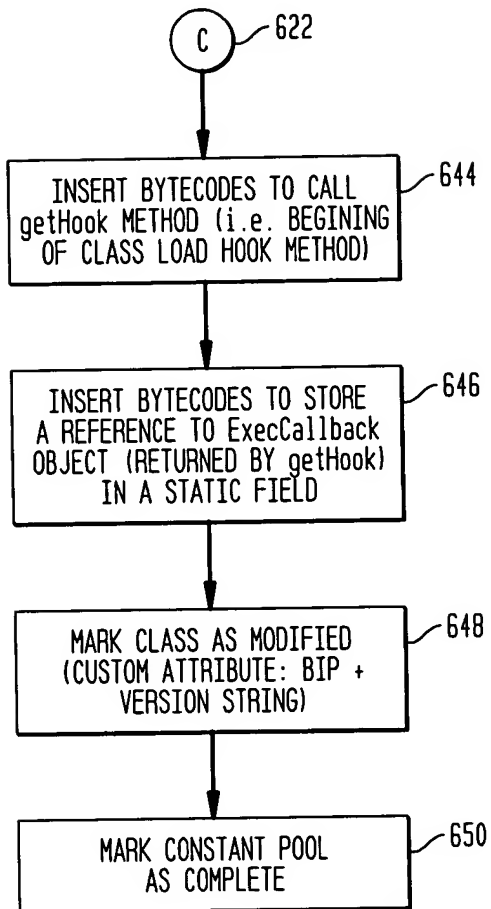 C
622
INSERT BYTECODES TO CALL
getHook METHOD (i.e. BEGINING
OF CLASS LOAD HOOK METHOD)
644
INSERT BYTECODES TO STORE
A REFERENCE TO ExecCallback
OBJECT (RETURNED BY getHook)
IN A STATIC FIELD
646
MARK CLASS AS MODIFIED
(CUSTOM ATTRIBUTE: BIP +
VERSION STRING)
648
MARK CONSTANT POOL
AS COMPLETE
650